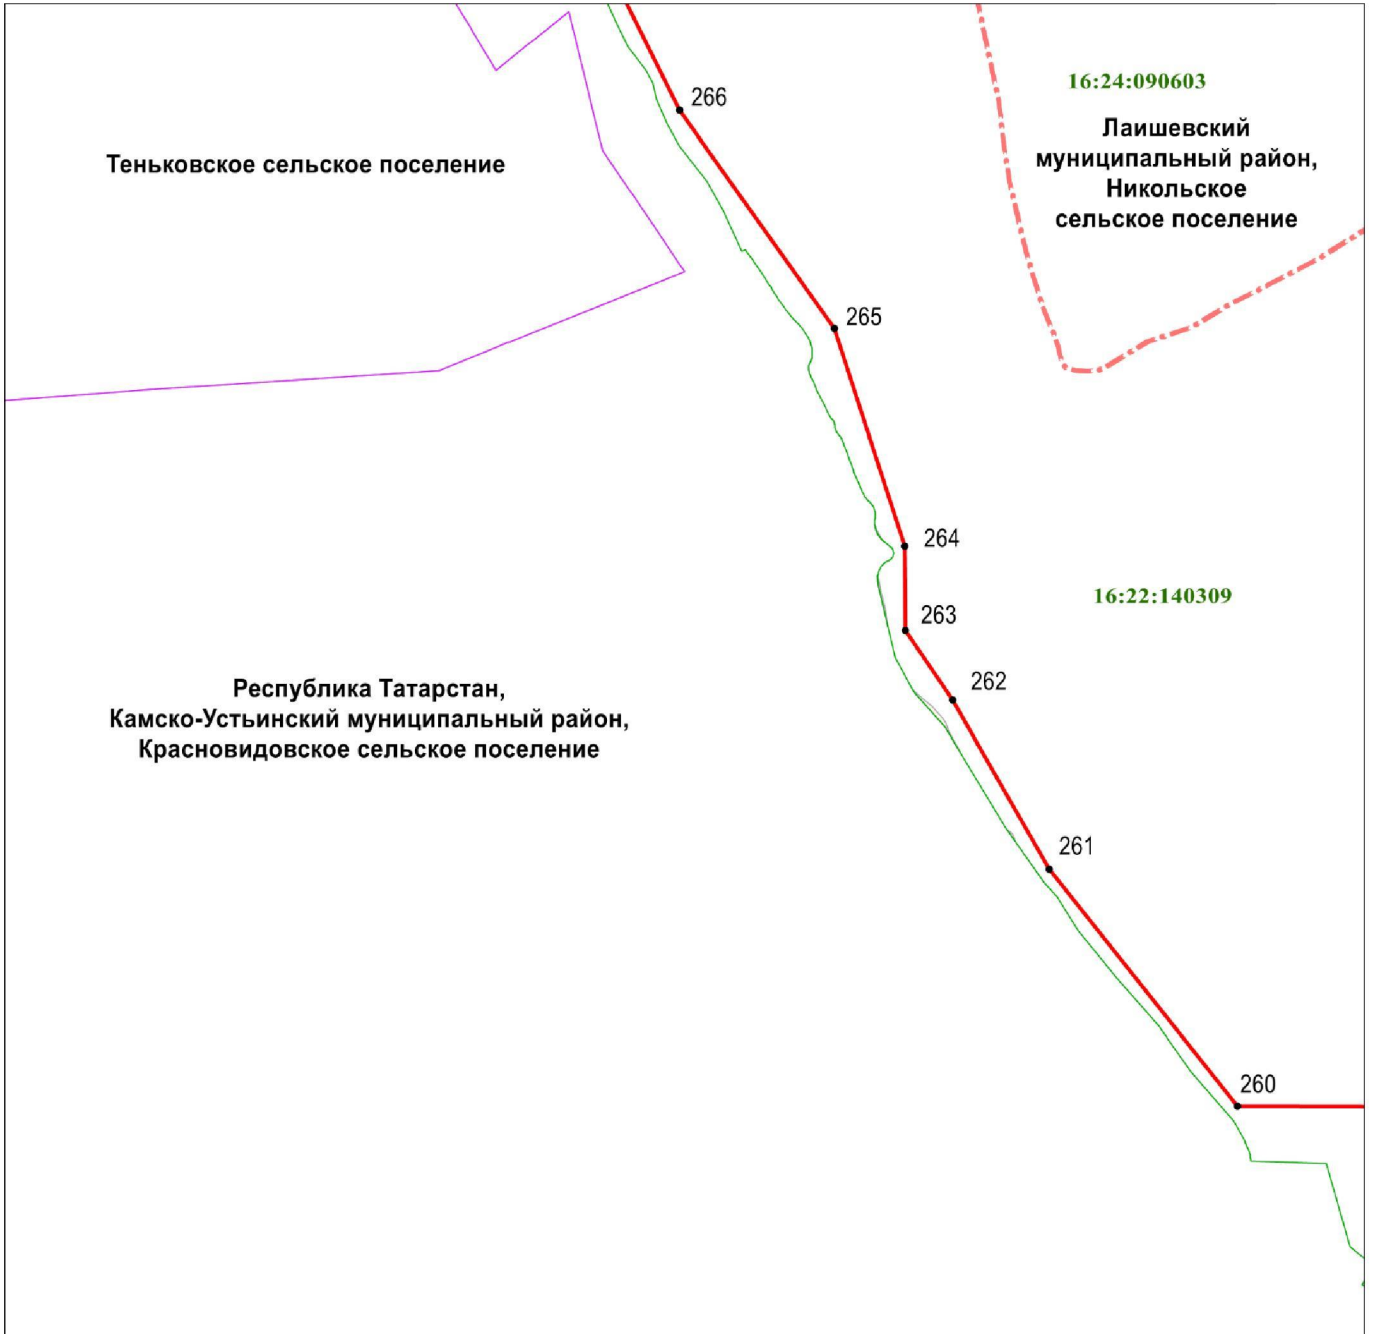 16:24:090603
266
Лаишевский
муниципальный район,
Никольское
сельское поселение
Теньковское сельское поселение
265
264
16:22:140309
263
262
Республика Татарстан,
Камско-Устьинский муниципальный район,
Красновидовское сельское поселение
261
260